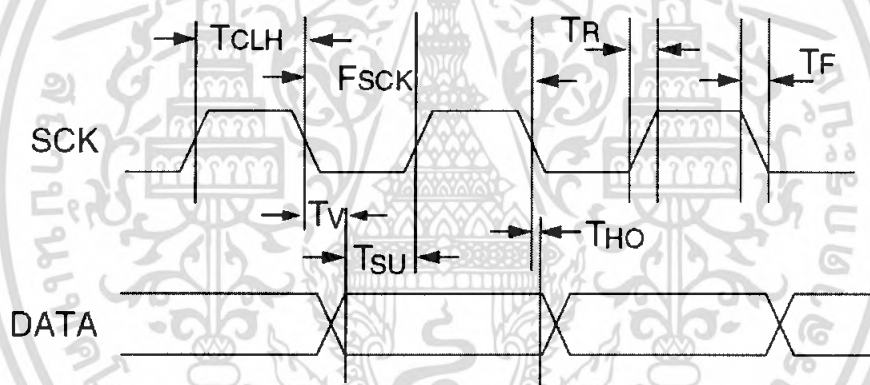 TCLH
TR
TF
FSCK
SCK
TV
THO
TSU
DATA